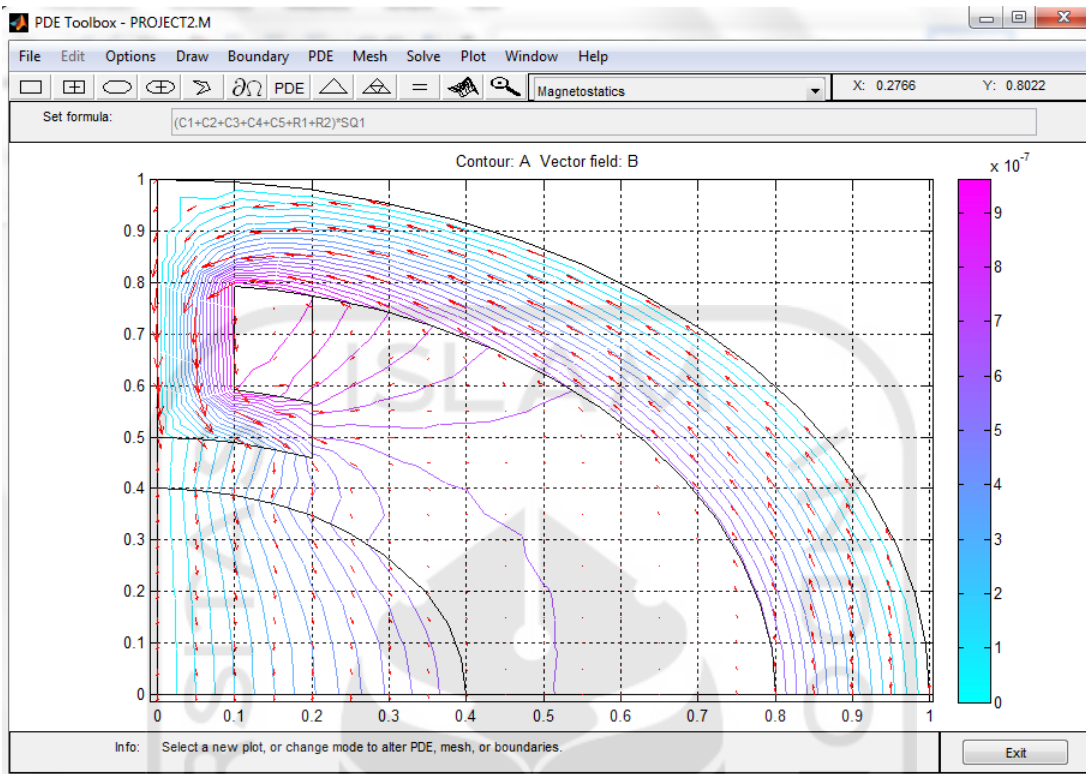 PDE Toolbox - PROJECT2.M
File Edit Options Draw Boundary PDE Mesh Solve Plot Window Help
∂Ω PDE = Magnetostatics X: 0.2766 Y: 0.8022
Set formula: (C1+C2+C3+C4+C5+R1+R2)*SQ1
Contour: A Vector field: B
x 10⁻⁷
1
0.9
0.8
0.7
0.6
0.5
0.4
0.3
0.2
0.1
0
0 0.1 0.2 0.3 0.4 0.5 0.6 0.7 0.8 0.9 1
9
8
7
6
5
4
3
2
1
0
ISLAM
Info: Select a new plot, or change mode to alter PDE, mesh, or boundaries.
Exit